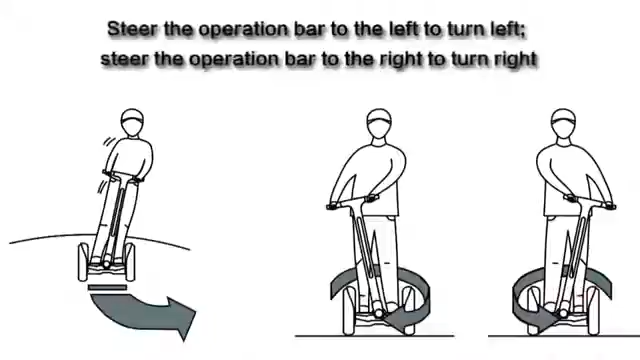 Steer the operation bar to the left to turn left;
steer the operation bar to the right to turn right